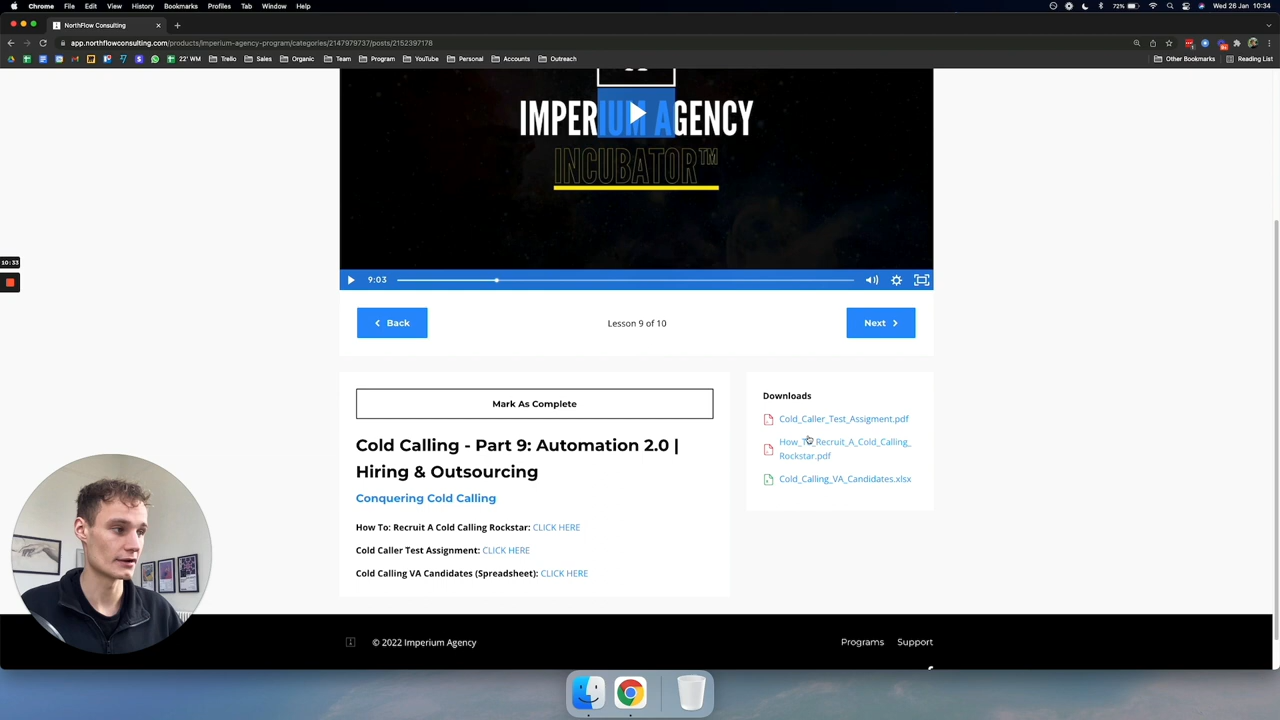 Chrome File Edit View History Bookmarks Profiles Tab Window Help
72% Wed 26 Jan 10:34
NorthFlow Consulting
app.northflowconsulting.com/products/imperium-agency-program/categories/2147979737/posts/2152397178
22' WM Trello Sales Organic Team Program YouTube Personal Accounts Outreach Other Bookmarks Reading List
IMPERIUM AGENCY
INCUBATOR™
10:33
9:03
Back
Lesson 9 of 10
Next
Mark As Complete
Cold Calling - Part 9: Automation 2.0 |
Hiring & Outsourcing
Conquering Cold Calling
How To: Recruit A Cold Calling Rockstar: CLICK HERE
Cold Caller Test Assignment: CLICK HERE
Cold Calling VA Candidates (Spreadsheet): CLICK HERE
Downloads
Cold_Caller_Test_Assigment.pdf
How_To_Recruit_A_Cold_Calling_
Rockstar.pdf
Cold_Calling_VA_Candidates.xlsx
© 2022 Imperium Agency
Programs Support